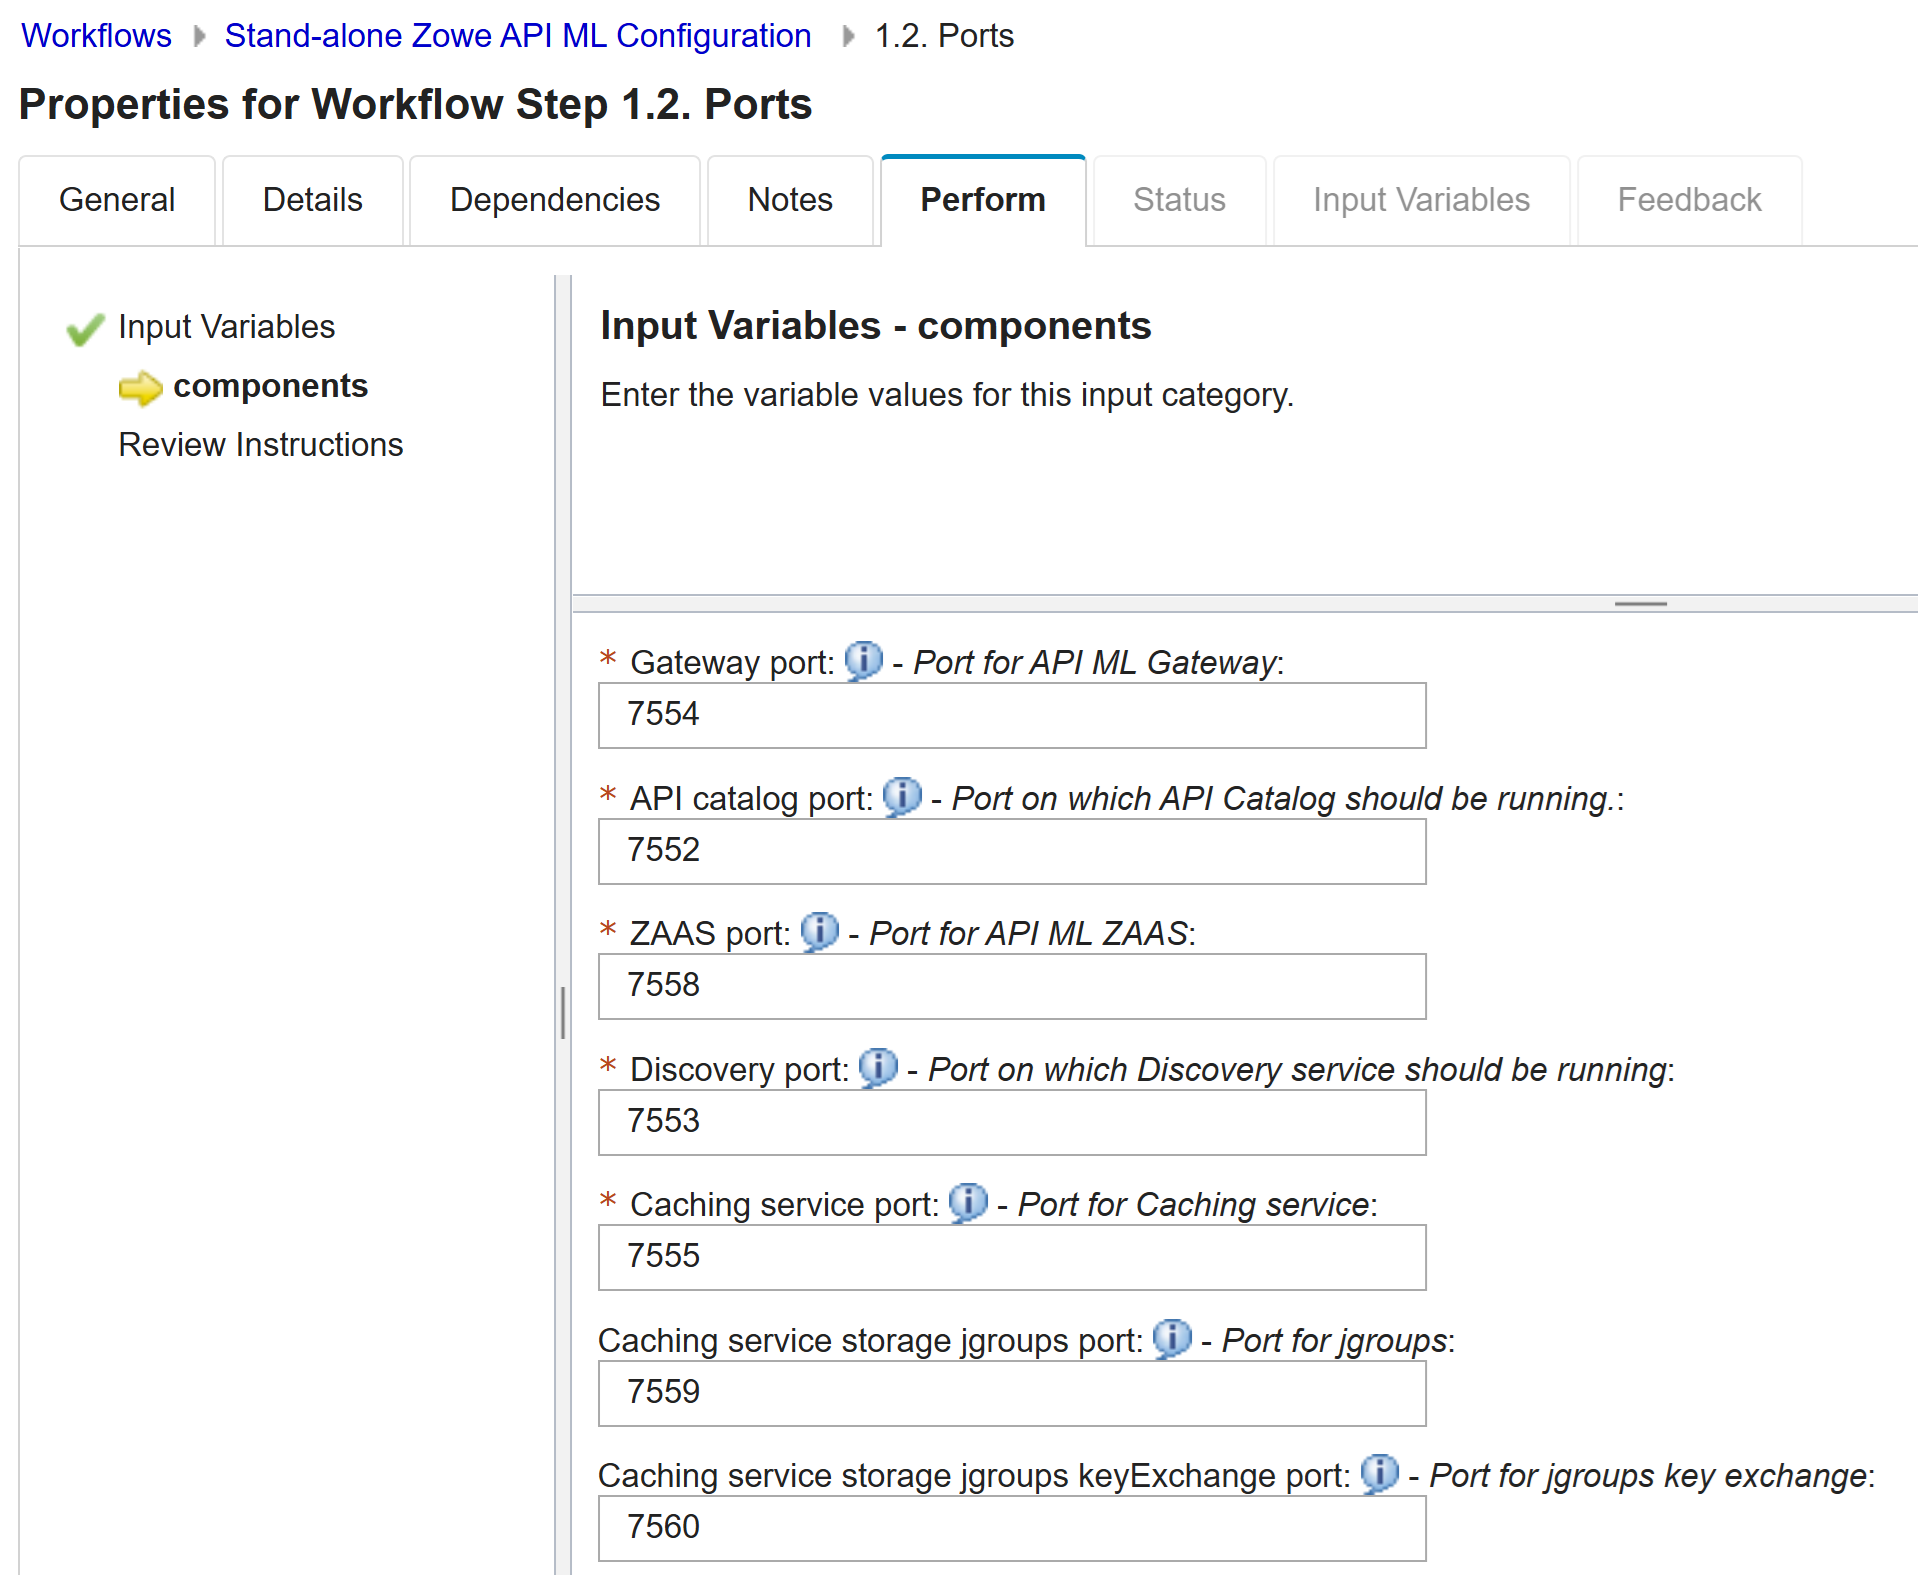 Workflows Stand-alone Zowe API ML Configuration 1.2. Ports
Properties for Workflow Step 1.2. Ports
General Details Dependencies Notes Perform Status Input Variables Feedback
Input Variables
components
Review Instructions
Input Variables - components
Enter the variable values for this input category.
* Gateway port: - Port for API ML Gateway:
7554
* API catalog port: - Port on which API Catalog should be running.:
7552
* ZAAS port: - Port for API ML ZAAS:
7558
* Discovery port: - Port on which Discovery service should be running:
7553
* Caching service port: - Port for Caching service:
7555
Caching service storage jgroups port: - Port for jgroups:
7559
Caching service storage jgroups keyExchange port: - Port for jgroups key exchange:
7560